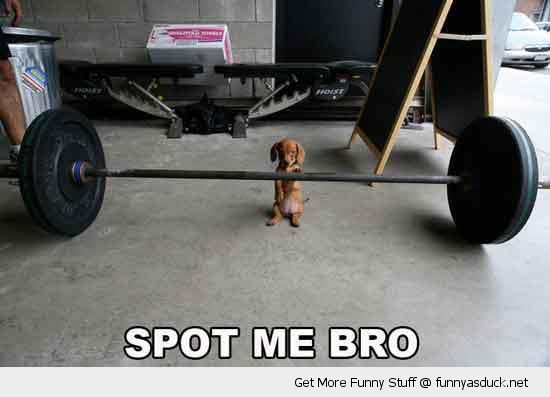 HOIST
HOIST
SPOT ME BRO
Get More Funny Stuff @ funnyasduck.net